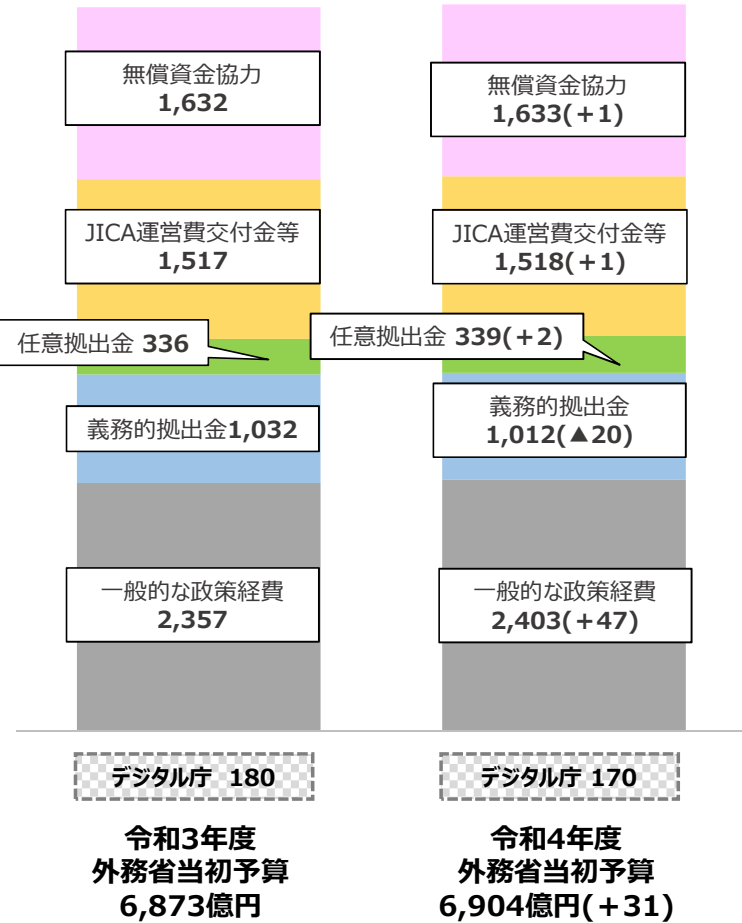 無償資金協力
1,632
JICA運営費交付金等
1,517
任意拠出金 336
義務的拠出金1,032
一般的な政策経費
2,357
デジタル庁 180
令和3年度
外務省当初予算
6,873億円
無償資金協力
1,633(+1)
JICA運営費交付金等
1,518(+1)
任意拠出金 339(+2)
義務的拠出金
1,012(▲20)
一般的な政策経費
2,403(+47)
デジタル庁 170
令和4年度
外務省当初予算
6,904億円(+31)